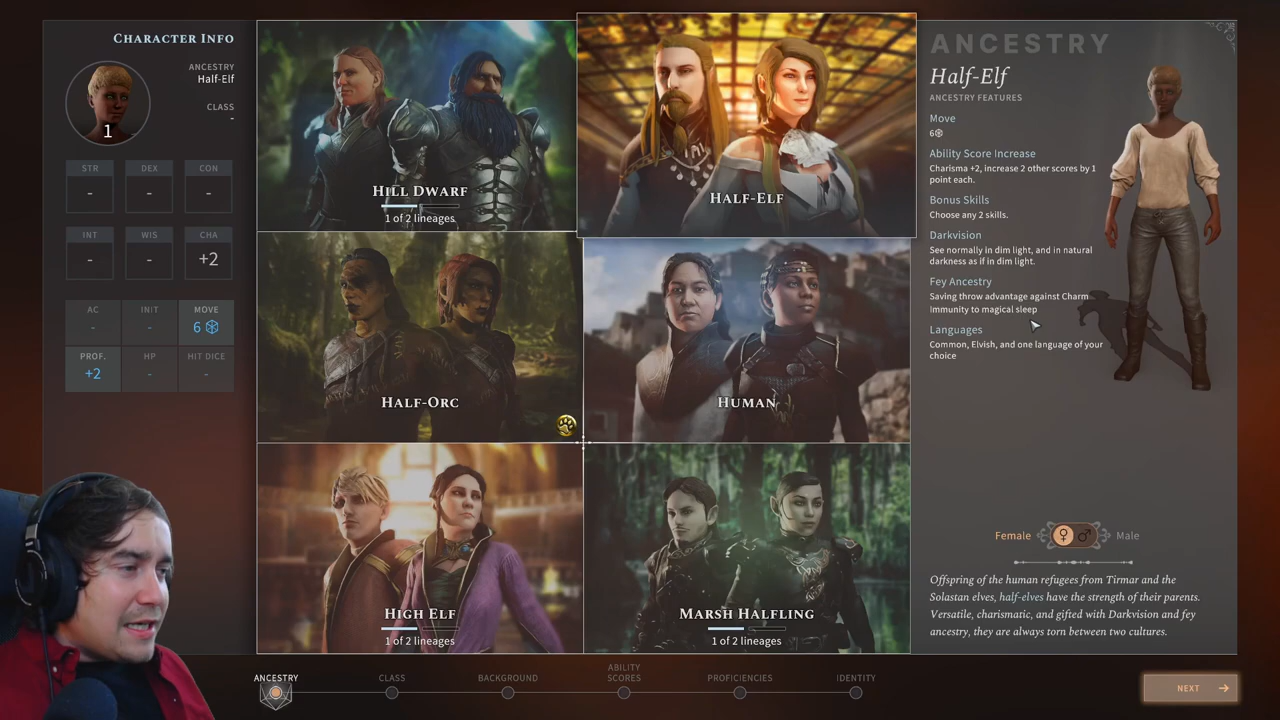 CHARACTER INFO
ANCESTRY
Half-Elf
CLASS
-
1
STR
DEX
CON
-
-
-
INT
WIS
CHA
-
-
+2
AC
INIT
MOVE
-
-
6
PROF.
HP
HIT DICE
+2
-
-
HILL DWARF
1 of 2 lineages
HALF-ELF
HALF-ORC
HUMAN
HIGH ELF
1 of 2 lineages
MARSH HALFLING
1 of 2 lineages
ANCESTRY
Half-Elf
ANCESTRY FEATURES
Move
6
Ability Score Increase
Charisma +2, increase 2 other scores by 1
point each.
Bonus Skills
Choose any 2 skills.
Darkvision
See normally in dim light, and in natural
darkness as if in dim light.
Fey Ancestry
Saving throw advantage against Charm
Immunity to magical sleep
Languages
Common, Elvish, and one language of your
choice
Female
Male
Offspring of the human refugees from Tirmar and the
Solastan elves, half-elves have the strength of their parents.
Versatile, charismatic, and gifted with Darkvision and fey
ancestry, they are always torn between two cultures.
ANCESTRY
CLASS
BACKGROUND
ABILITY
SCORES
PROFICIENCIES
IDENTITY
NEXT